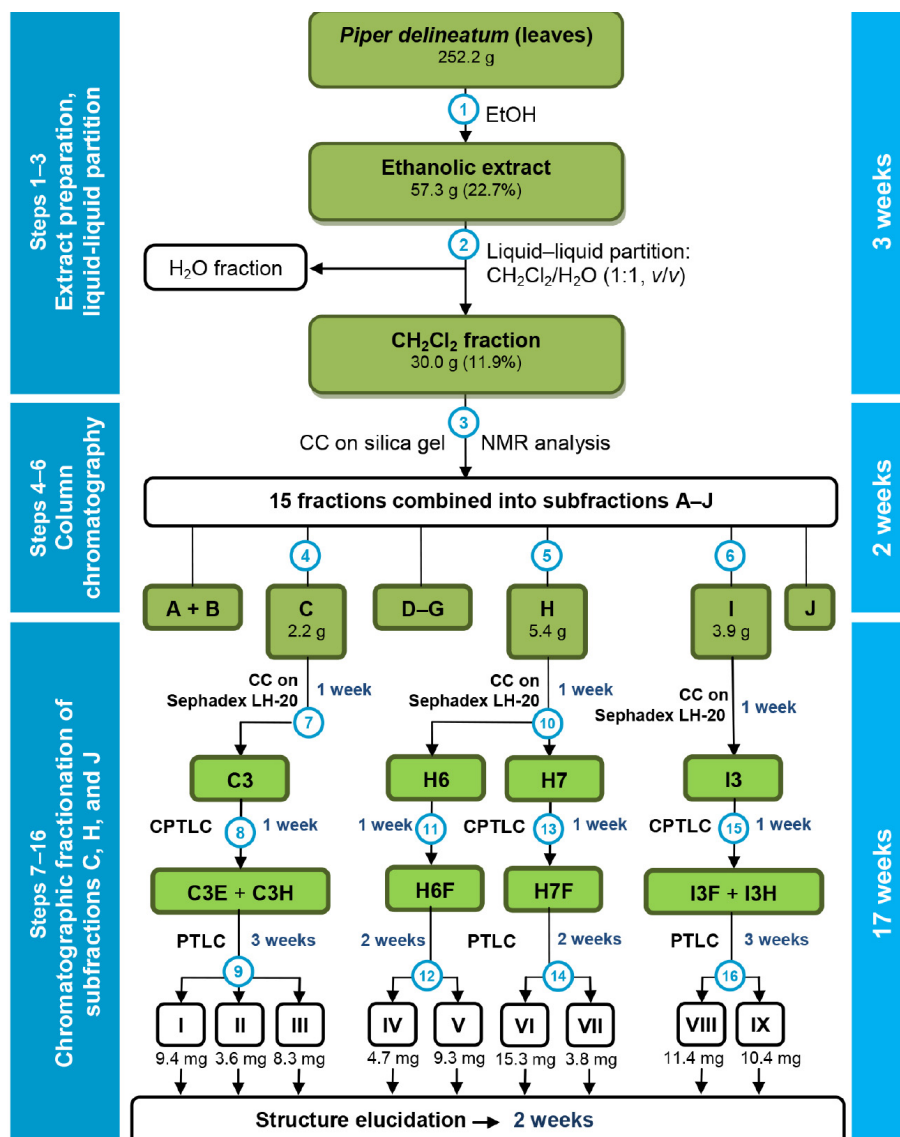 Piper delineatum (leaves)
252.2 g
1
EtOH
Ethanolic extract
57.3 g (22.7%)
2
Liquid–liquid partition:
CH₂Cl₂/H₂O (1:1, v/v)
H₂O fraction
CH₂Cl₂ fraction
30.0 g (11.9%)
Steps 1–3
Extract preparation,
liquid-liquid partition
3 weeks
3
CC on silica gel
NMR analysis
15 fractions combined into subfractions A–J
4
5
6
A + B
C
2.2 g
D–G
H
5.4 g
I
3.9 g
J
Steps 4–6
Column
chromatography
2 weeks
CC on
Sephadex LH-20
1 week
7
CC on
Sephadex LH-20
1 week
10
CC on
Sephadex LH-20
1 week
C3
H6
H7
I3
CPTLC
8
1 week
1 week
11
CPTLC
13
1 week
CPTLC
15
1 week
C3E + C3H
H6F
H7F
I3F + I3H
PTLC
3 weeks
2 weeks
PTLC
2 weeks
PTLC
3 weeks
9
12
14
16
I
II
III
IV
V
VI
VII
VIII
IX
9.4 mg
3.6 mg
8.3 mg
4.7 mg
9.3 mg
15.3 mg
3.8 mg
11.4 mg
10.4 mg
Steps 7–16
Chromatographic fractionation of
subfractions C, H, and J
17 weeks
Structure elucidation → 2 weeks